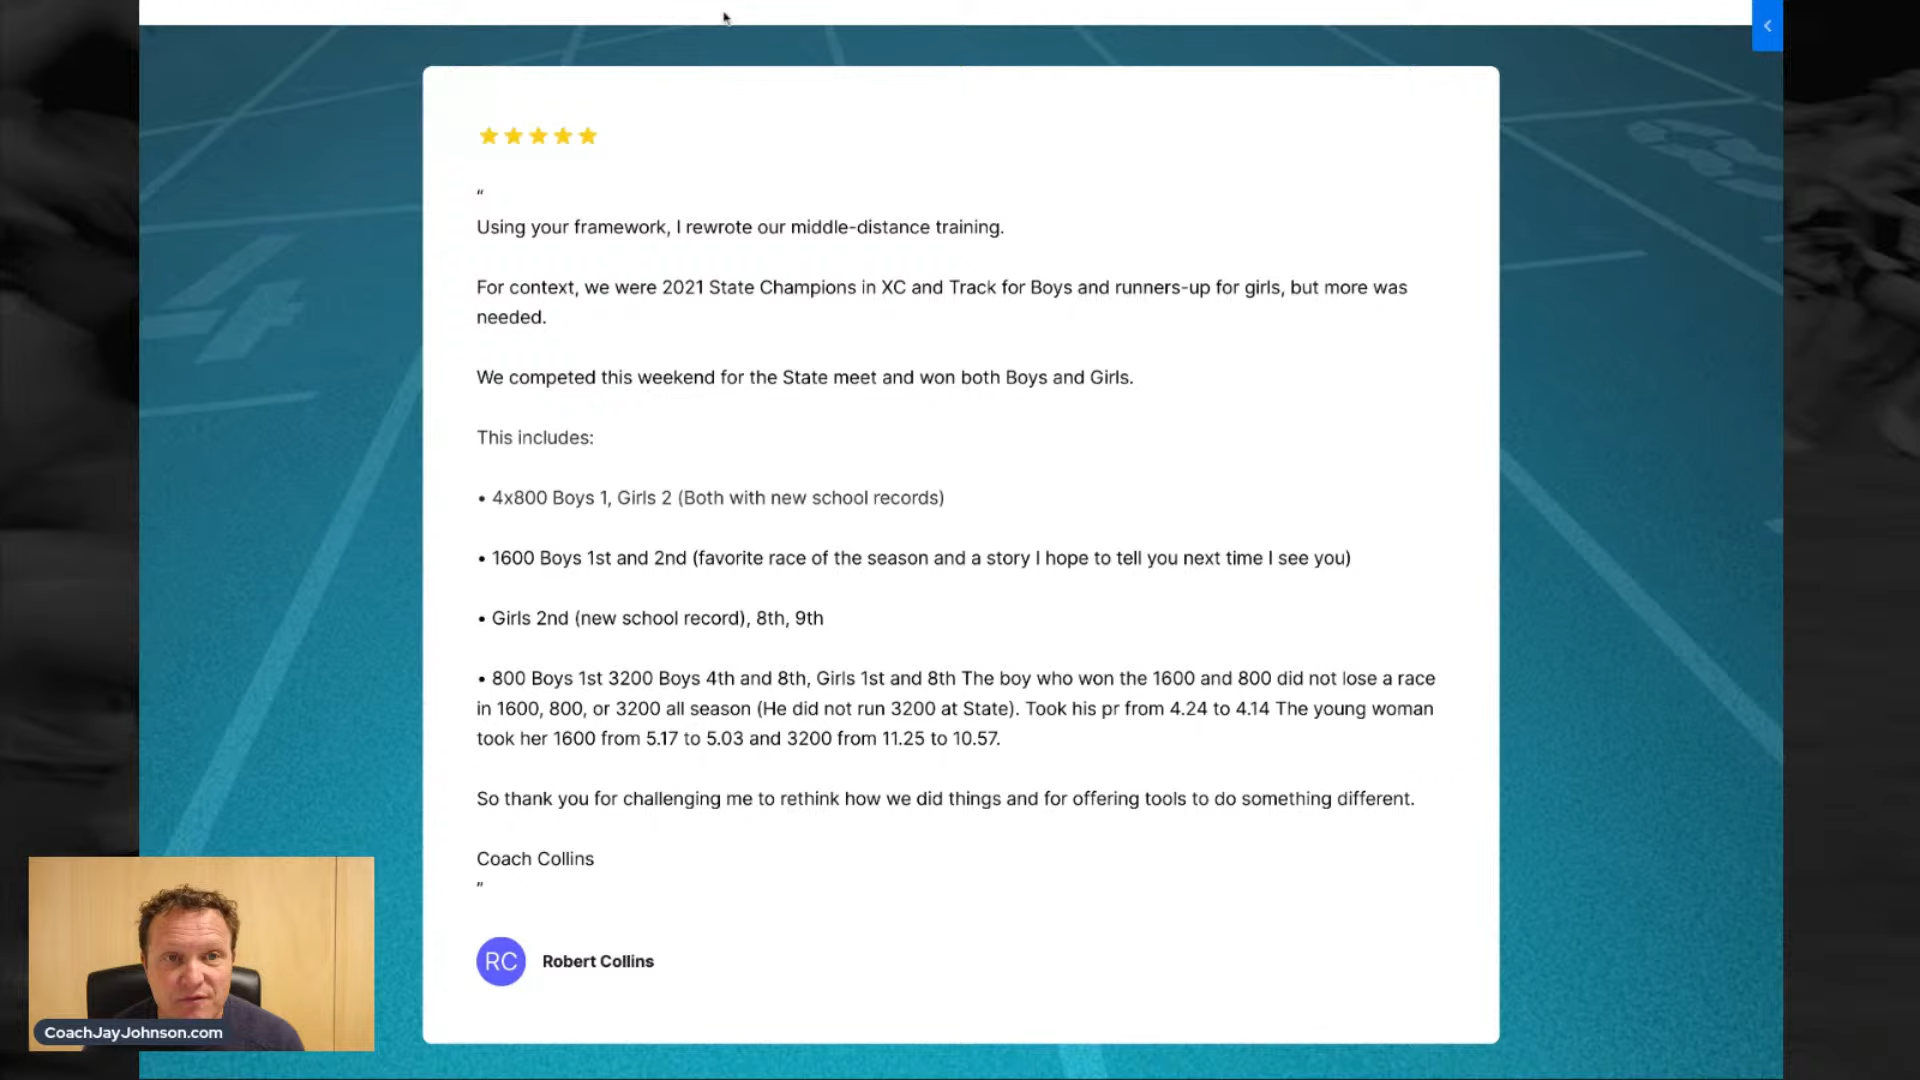 “
Using your framework, I rewrote our middle-distance training.
For context, we were 2021 State Champions in XC and Track for Boys and runners-up for girls, but more was
needed.
We competed this weekend for the State meet and won both Boys and Girls.
This includes:
• 4x800 Boys 1, Girls 2 (Both with new school records)
• 1600 Boys 1st and 2nd (favorite race of the season and a story I hope to tell you next time I see you)
• Girls 2nd (new school record), 8th, 9th
• 800 Boys 1st 3200 Boys 4th and 8th, Girls 1st and 8th The boy who won the 1600 and 800 did not lose a race
in 1600, 800, or 3200 all season (He did not run 3200 at State). Took his pr from 4.24 to 4.14 The young woman
took her 1600 from 5.17 to 5.03 and 3200 from 11.25 to 10.57.
So thank you for challenging me to rethink how we did things and for offering tools to do something different.
Coach Collins
”
RC Robert Collins
CoachJayJohnson.com
4
8